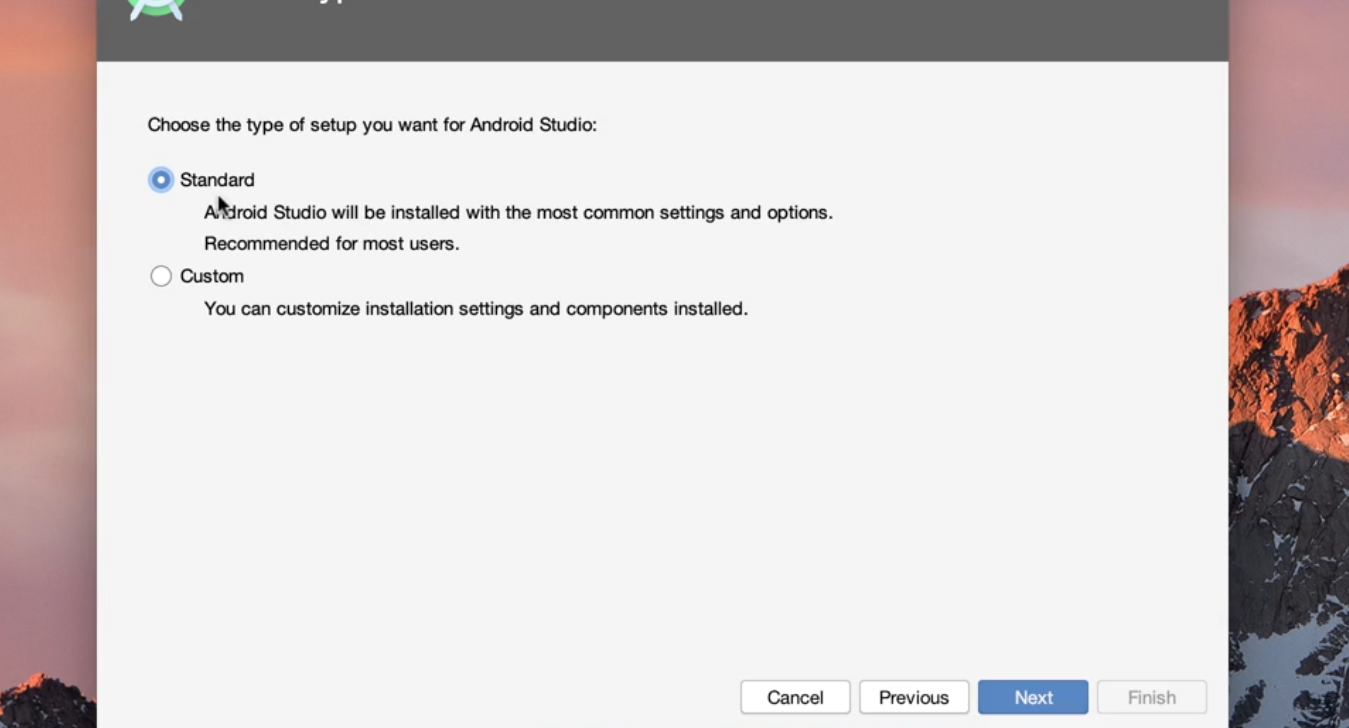 Choose the type of setup you want for Android Studio:
Standard
Android Studio will be installed with the most common settings and options.
Recommended for most users.
Custom
You can customize installation settings and components installed.
Cancel
Previous
Next
Finish